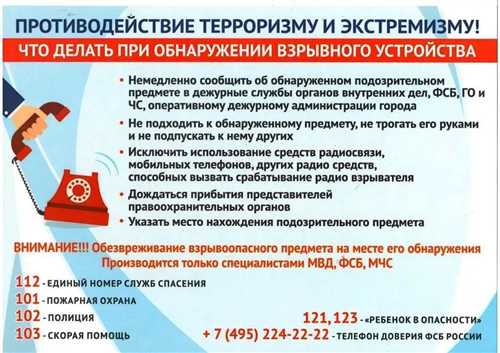 ПРОТИВОДЕЙСТВИЕ ТЕРРОРИЗМУ И ЭКСТРЕМИЗМУ!
ЧТО ДЕЛАТЬ ПРИ ОБНАРУЖЕНИИ ВЗРЫВНОГО УСТРОЙСТВА
• Немедленно сообщить об обнаруженном подозрительном
предмете в дежурные службы органов внутренних дел, ФСБ, ГО и
ЧС, оперативному дежурному администрации города
• Не подходить к обнаруженному предмету, не трогать его руками
и не подпускать к нему других
• Исключить использование средств радиосвязи,
мобильных телефонов, других радио средств,
способных вызвать срабатывание радио взрывателя
• Дождаться прибытия представителей
правоохранительных органов
• Указать место нахождения подозрительного предмета
ВНИМАНИЕ!!! Обезвреживание взрывоопасного предмета на месте его обнаружения
Производится только специалистами МВД, ФСБ, МЧС
112 - ЕДИНЫЙ НОМЕР СЛУЖБ СПАСЕНИЯ
101 - ПОЖАРНАЯ ОХРАНА
102 - ПОЛИЦИЯ
103 - СКОРАЯ ПОМОЩЬ
121,123 - «РЕБЕНОК В ОПАСНОСТИ»
+ 7 (495) 224-22-22 - ТЕЛЕФОН ДОВЕРИЯ ФСБ РОССИИ